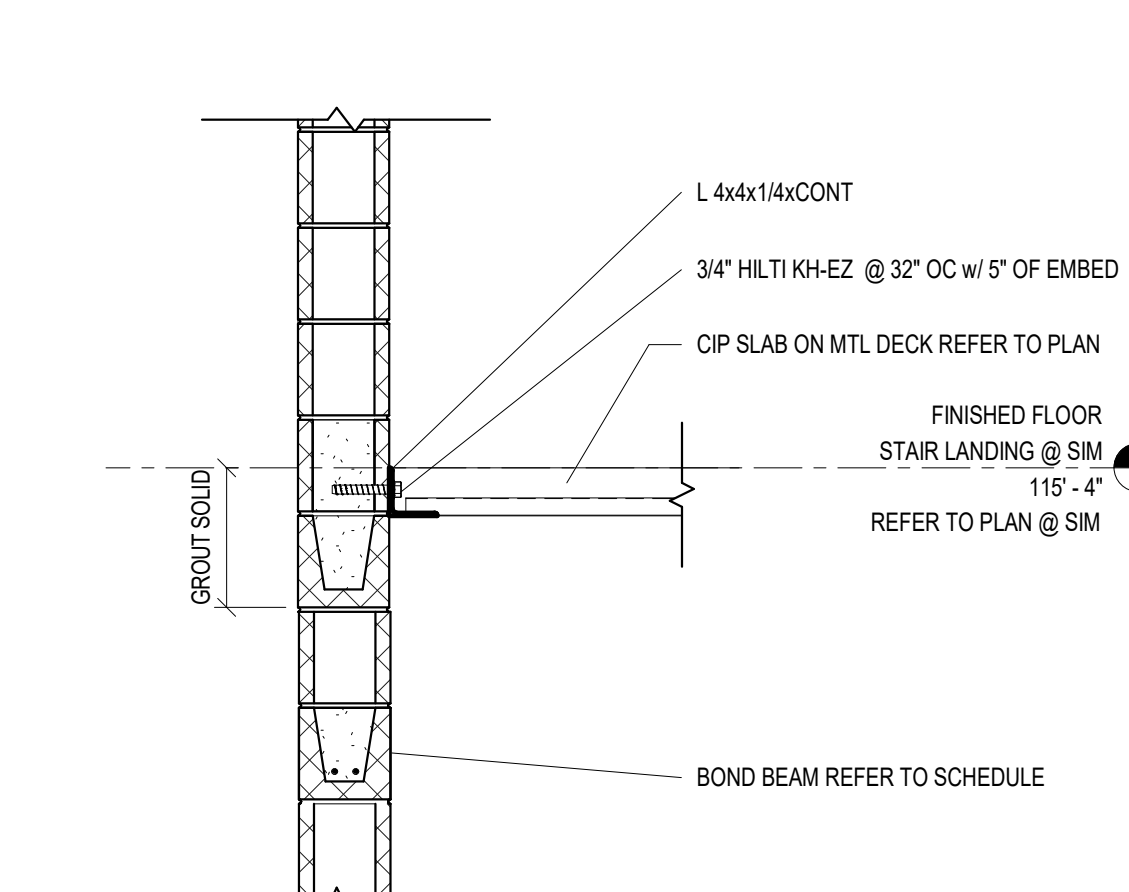 L 4x4x1/4xCONT
3/4" HILTI KH-EZ @ 32" OC w/ 5" OF EMBED
CIP SLAB ON MTL DECK REFER TO PLAN
FINISHED FLOOR
STAIR LANDING @ SIM
115' - 4"
REFER TO PLAN @ SIM
GROUT SOLID
BOND BEAM REFER TO SCHEDULE